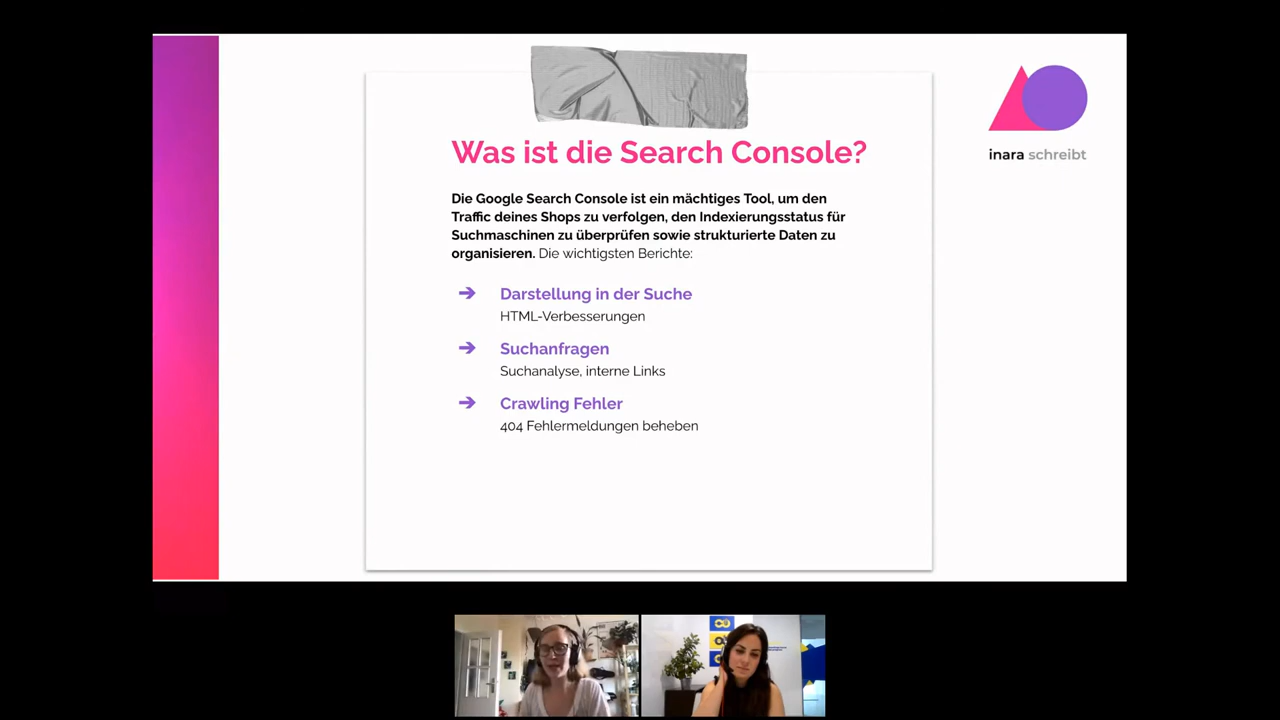 Was ist die Search Console?
inara schreibt
Die Google Search Console ist ein mächtiges Tool, um den
Traffic deines Shops zu verfolgen, den Indexierungsstatus für
Suchmaschinen zu überprüfen sowie strukturierte Daten zu
organisieren. Die wichtigsten Berichte:
➔ Darstellung in der Suche
HTML-Verbesserungen
➔ Suchanfragen
Suchanalyse, interne Links
➔ Crawling Fehler
404 Fehlermeldungen beheben